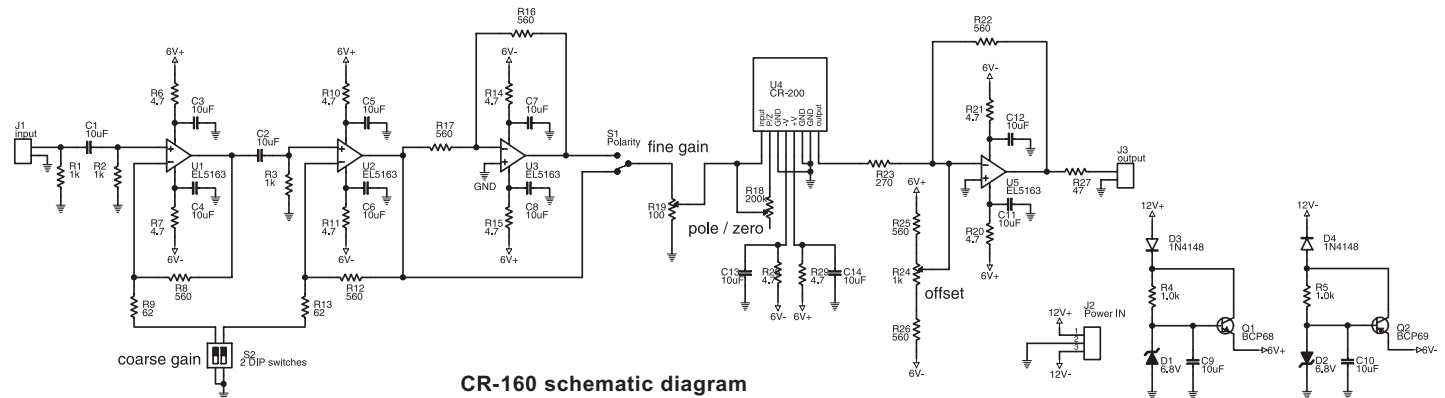 J1
input
C1
10uF
R1
1k
R2
1k
6V+
R6
4.7
C3
10uF
U1
EL5163
C4
10uF
R7
4.7
6V-
R8
560
R9
62
coarse gain
S2
2 DIP switches
C2
10uF
R3
1k
6V+
R10
4.7
C5
10uF
U2
EL5163
C6
10uF
R11
4.7
6V-
R12
560
R13
62
R17
560
R16
560
6V-
R14
4.7
C7
10uF
GND
U3
EL5163
C8
10uF
R15
4.7
6V+
S1
Polarity
fine gain
R19
100
U4
CR-200
input
P/Z
GND
-V
+V
GND
GND
output
R18
200k
pole / zero
C13
10uF
4.7
6V-
R29
4.7
6V+
C14
10uF
R23
270
6V+
R25
560
R24
1k
offset
R26
560
6V-
R22
560
6V-
R21
4.7
C12
10uF
U5
EL5163
C11
10uF
R20
4.7
6V+
R27
47
J3
output
J2
Power IN
12V+
1
2
3
12V-
12V+
D3
1N4148
R4
1.0k
Q1
BCP68
6V+
D1
6.8V
C9
10uF
12V-
D4
1N4148
R5
1.0k
Q2
BCP69
6V-
D2
6.8V
C10
10uF
CR-160 schematic diagram